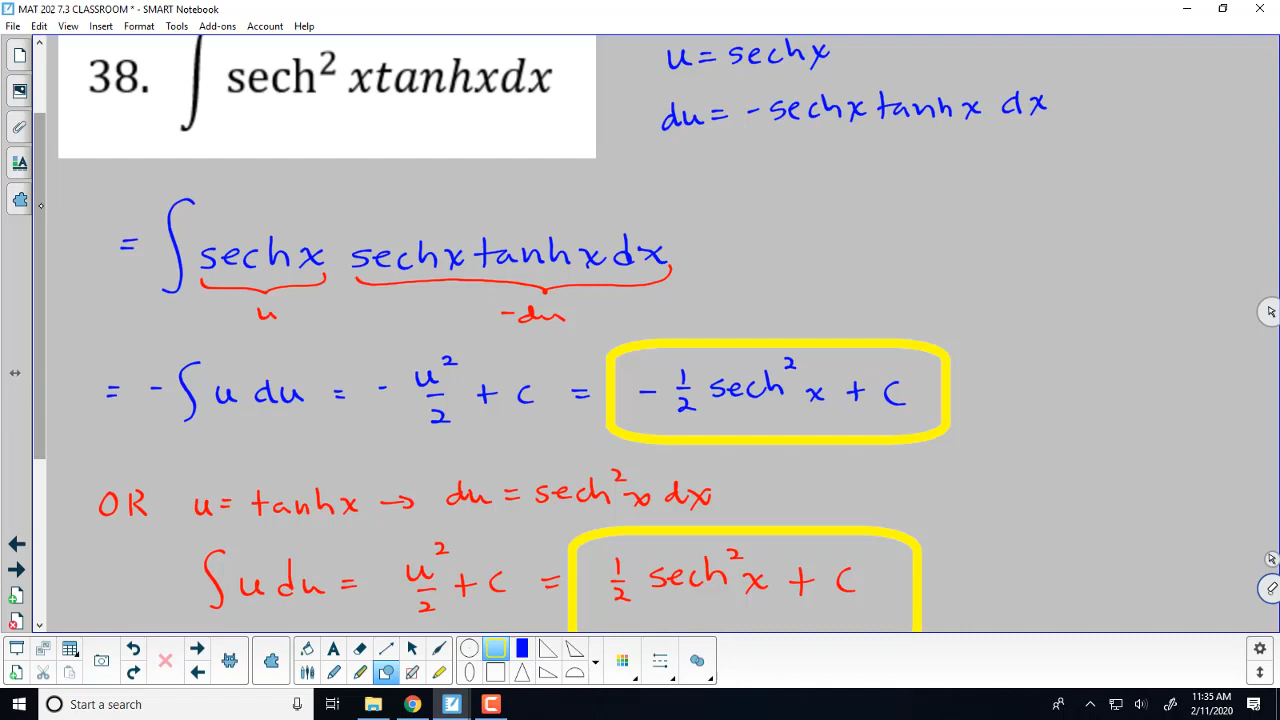 MAT 202 7.3 CLASSROOM * - SMART Notebook
File Edit View Insert Format Tools Add-ons Account Help
38. ∫ sech² xtanhxdx
u = sechx
du = - sechx tanhx dx
= ∫ sechx sechx tanhx dx
u -du
= - ∫ u du = - u²/2 + C = - 1/2 sech² x + C
OR u = tanhx → du = sech²x dx
∫ u du = u²/2 + C = 1/2 sech²x + C
Start a search
11:35 AM
2/11/2020